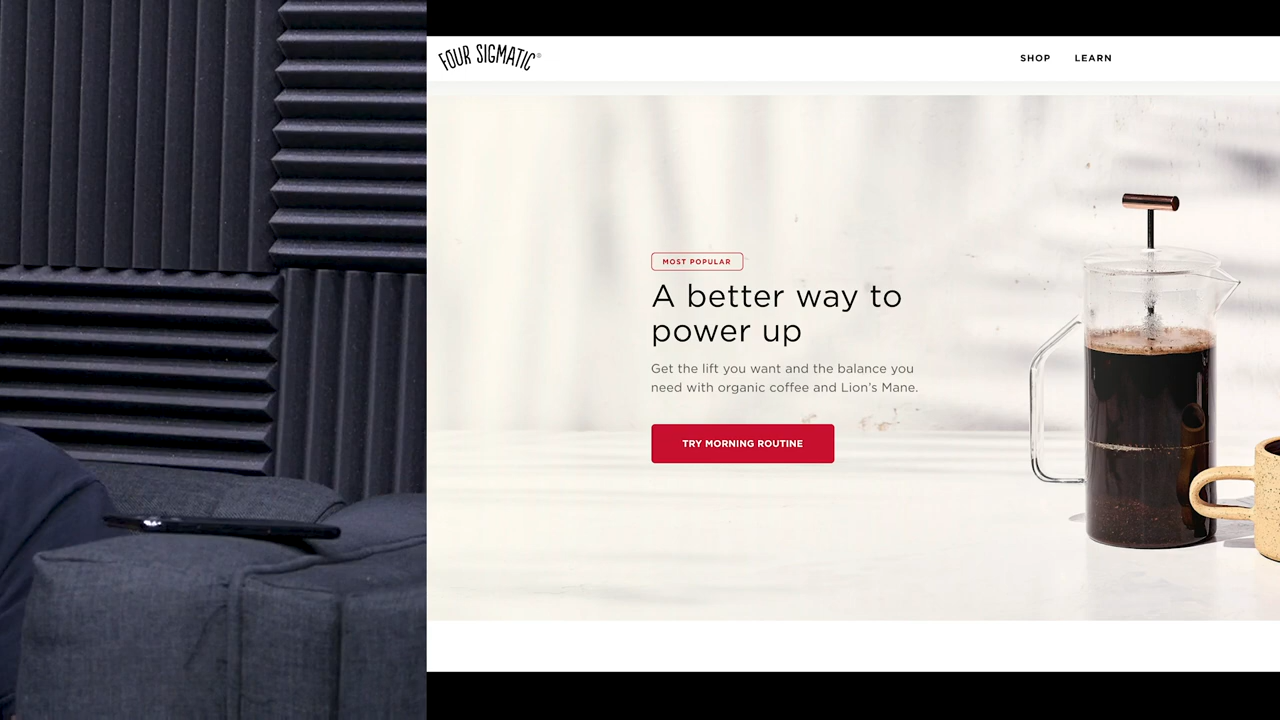 FOUR SIGMATIC®
SHOP LEARN
MOST POPULAR
A better way to
power up
Get the lift you want and the balance you
need with organic coffee and Lion's Mane.
TRY MORNING ROUTINE